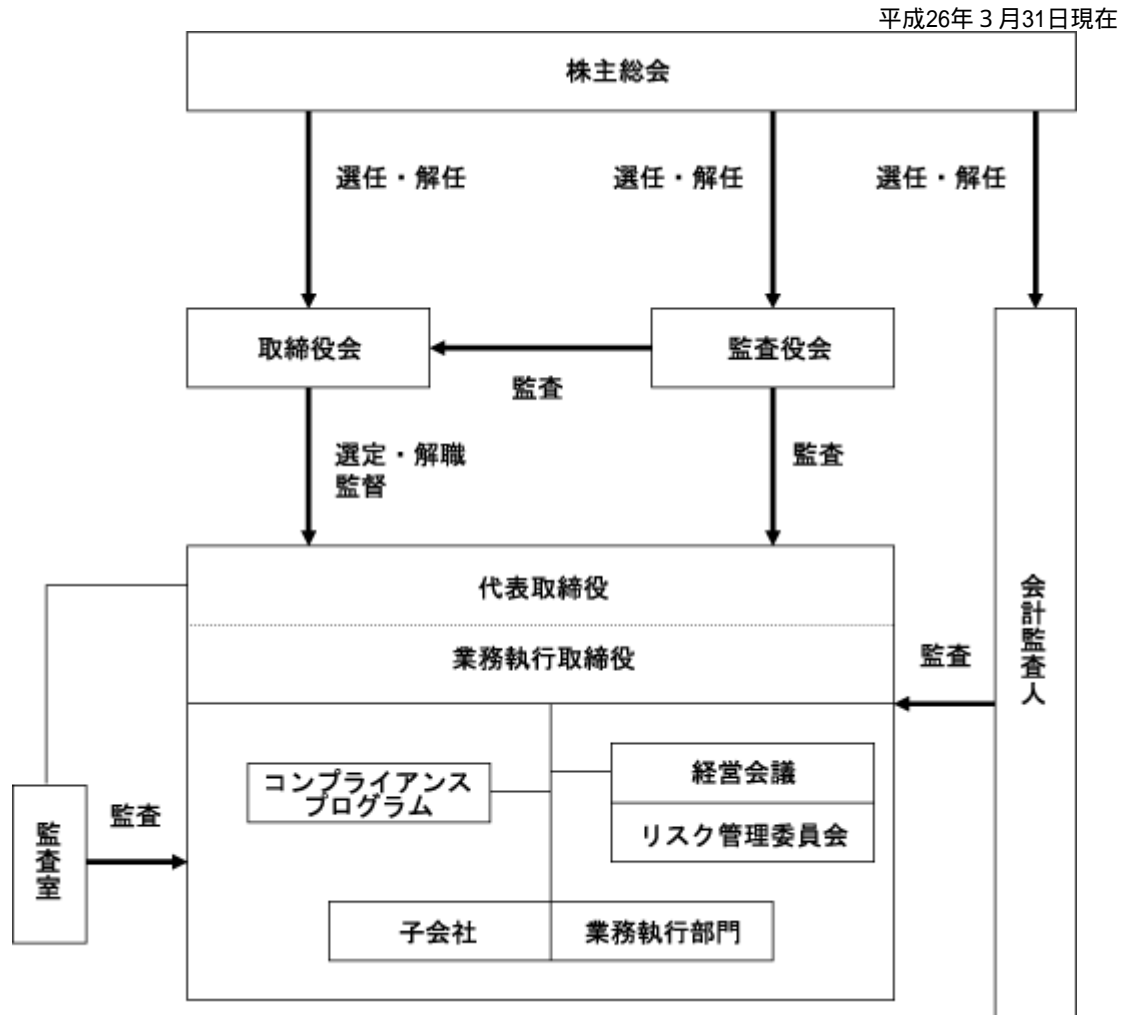 平成26年３月31日現在
株主総会
選任・解任
選任・解任
選任・解任
取締役会
監査役会
監査
選定・解職
監督
監査
代表取締役
業務執行取締役
会計監査人
監査
コンプライアンス
プログラム
経営会議
リスク管理委員会
監査
監査室
子会社
業務執行部門